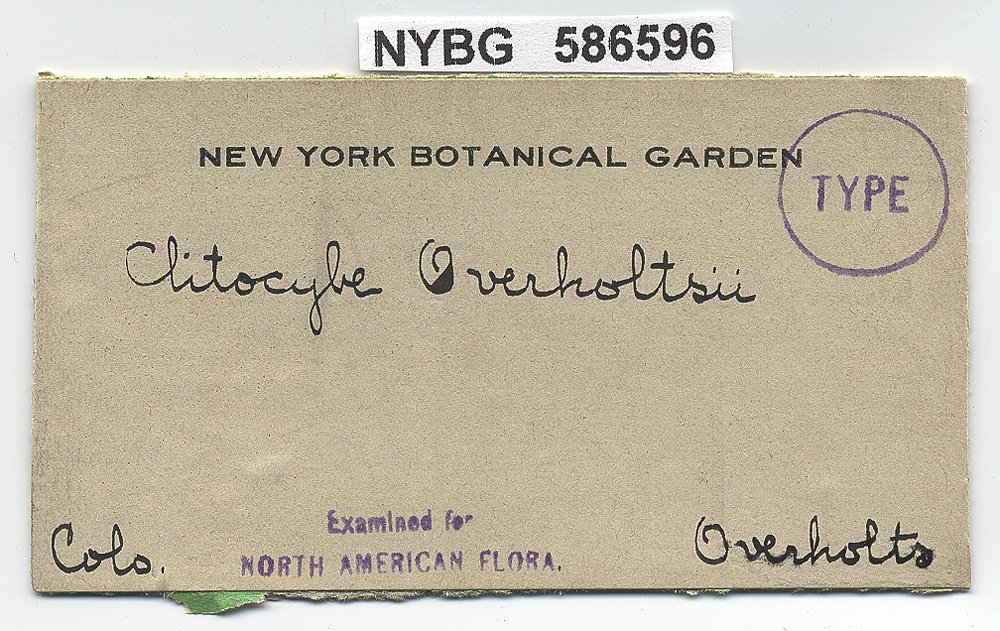 NYBG 586596
NEW YORK BOTANICAL GARDEN
TYPE
Clitocybe Overholtsii
Examined for
NORTH AMERICAN FLORA.
Colo.
Overholts